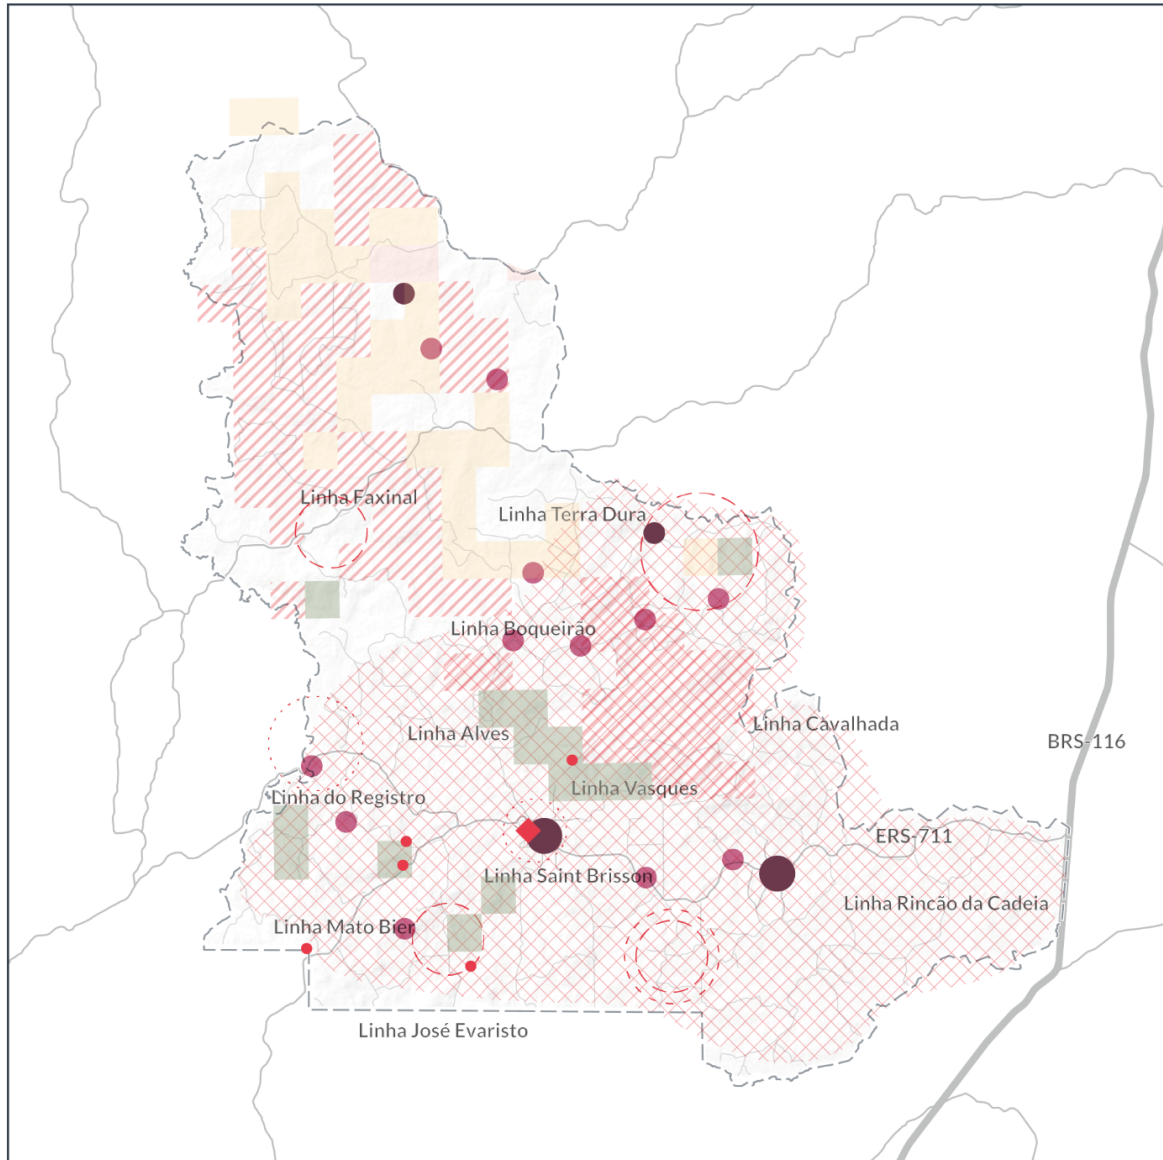 Linha Faxinal
Linha Terra Dura
Linha Boqueirão
Linha Alves
Linha Cavalhada
BRS-116
Linha Vasques
Linha do Registro
ERS-711
Linha Saint Brisson
Linha Rincão da Cadeia
Linha Mato Bier
Linha José Evaristo